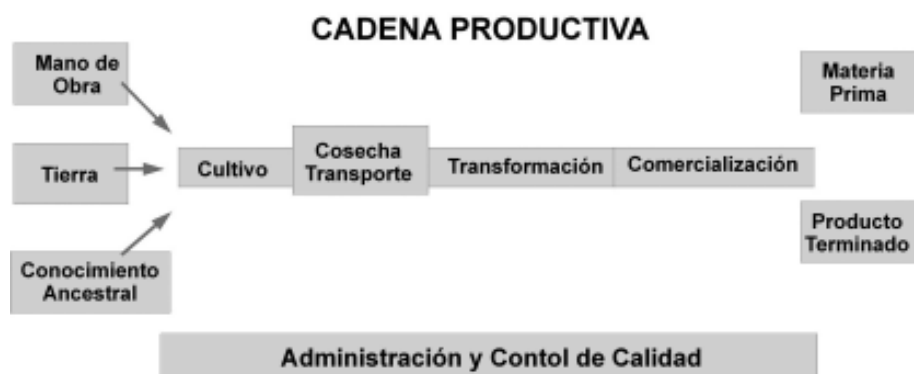 CADENA PRODUCTIVA
Mano de
Obra
Tierra
Conocimiento
Ancestral
Cultivo
Cosecha
Transporte
Transformación
Comercialización
Materia
Prima
Producto
Terminado
Administración y Contol de Calidad